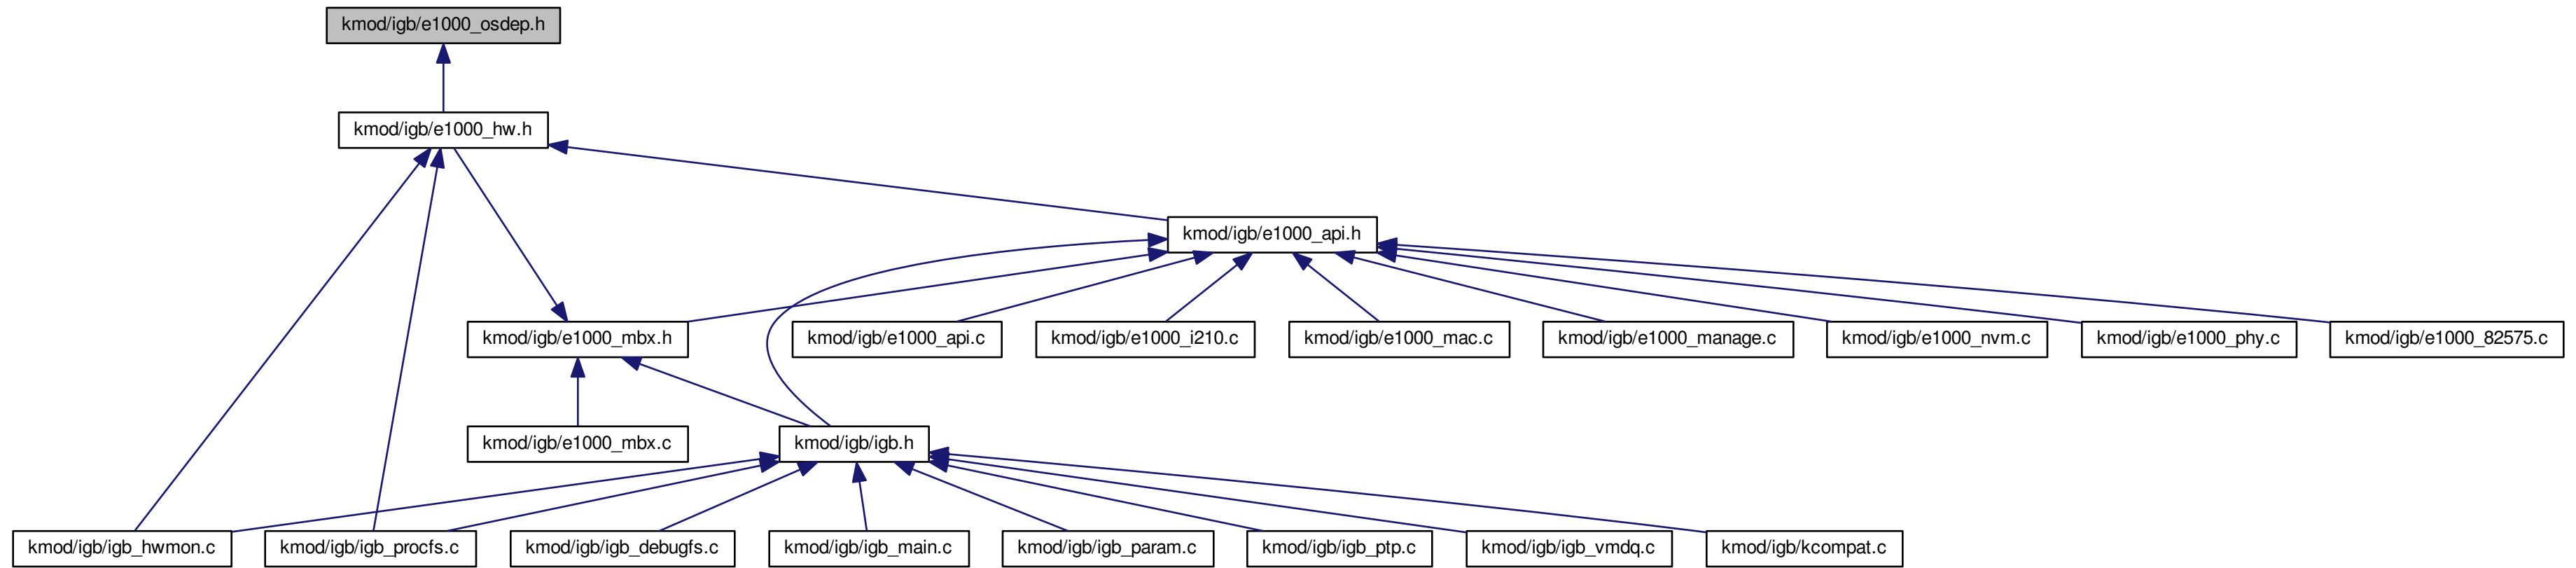 kmod/igb/e1000_osdep.h
kmod/igb/e1000_hw.h
kmod/igb/e1000_api.h
kmod/igb/e1000_mbx.h
kmod/igb/e1000_api.c
kmod/igb/e1000_i210.c
kmod/igb/e1000_mac.c
kmod/igb/e1000_manage.c
kmod/igb/e1000_nvm.c
kmod/igb/e1000_phy.c
kmod/igb/e1000_82575.c
kmod/igb/e1000_mbx.c
kmod/igb/igb.h
kmod/igb/igb_hwmon.c
kmod/igb/igb_procfs.c
kmod/igb/igb_debugfs.c
kmod/igb/igb_main.c
kmod/igb/igb_param.c
kmod/igb/igb_ptp.c
kmod/igb/igb_vmdq.c
kmod/igb/kcompat.c